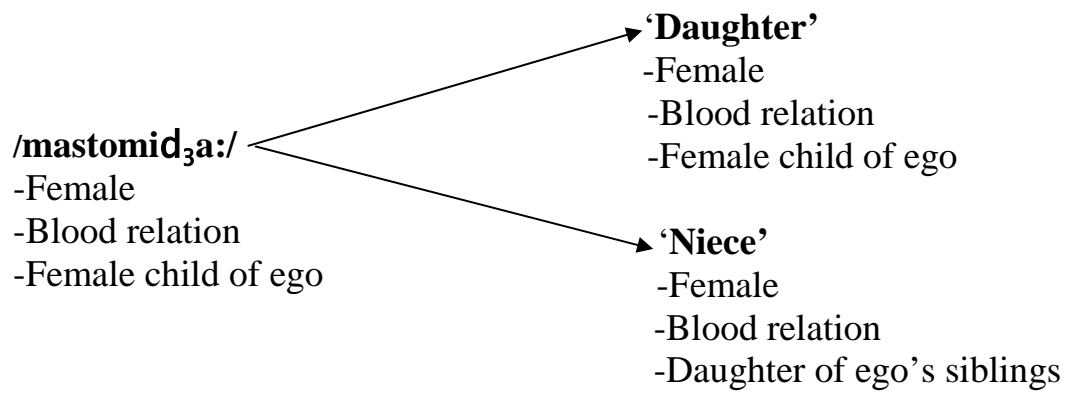 /mastomid₃a:/
-Female
-Blood relation
-Female child of ego
‘Daughter’
-Female
-Blood relation
-Female child of ego
‘Niece’
-Female
-Blood relation
-Daughter of ego’s siblings